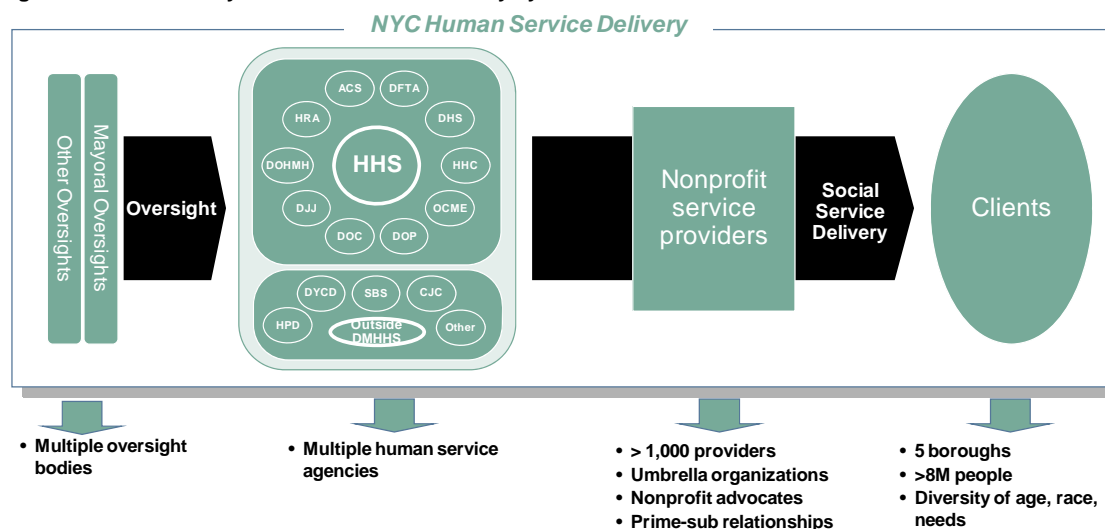 NYC Human Service Delivery
Other Oversights
Mayoral Oversights
Oversight
ACS
DFTA
HRA
DHS
DOHMH
HHS
HHC
DJJ
OCME
DOC
DOP
DYCD
SBS
CJC
HPD
Outside
DMHHS
Other
Nonprofit
service
providers
Social
Service
Delivery
Clients
• Multiple oversight
bodies
• Multiple human service
agencies
• > 1,000 providers
• Umbrella organizations
• Nonprofit advocates
• Prime-sub relationships
• 5 boroughs
• >8M people
• Diversity of age, race,
needs